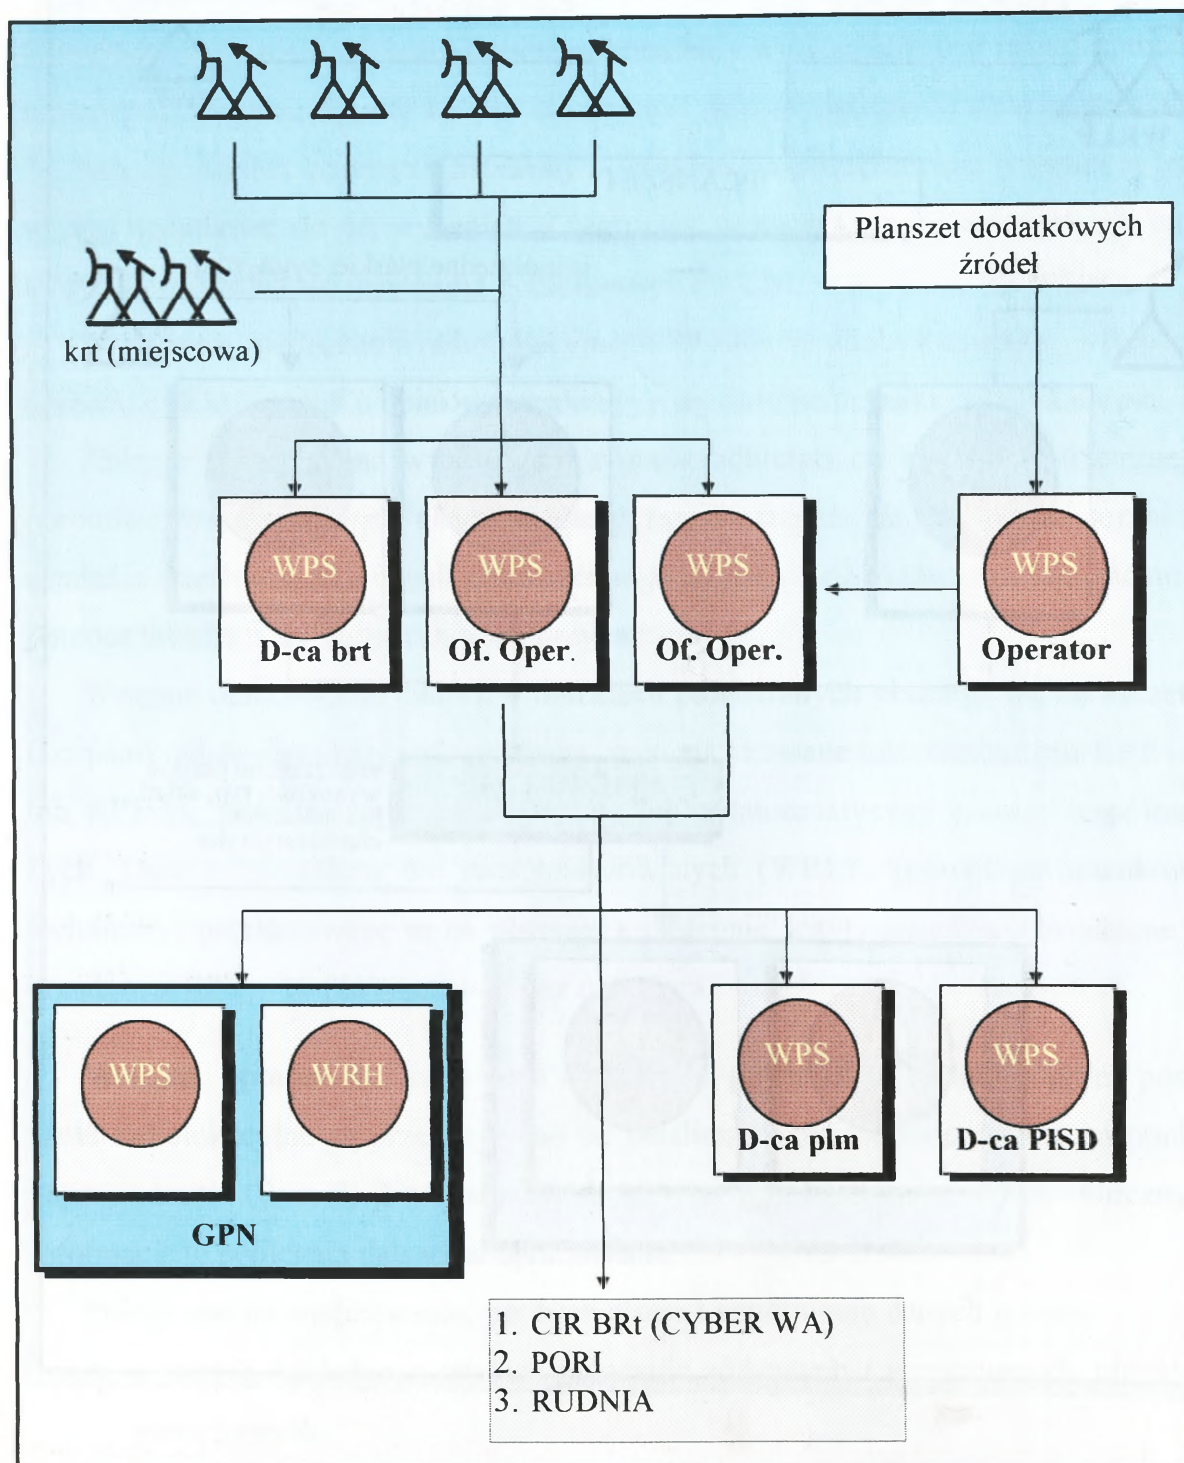 Planszet dodatkowych
źródeł
krt (miejscowa)
WPS
D-ca brt
WPS
Of. Oper.
WPS
Of. Oper.
WPS
Operator
WPS
WRH
GPN
WPS
D-ca plm
WPS
D-ca PłSD
1. CIR BRt (CYBER WA)
2. PORI
3. RUDNIA